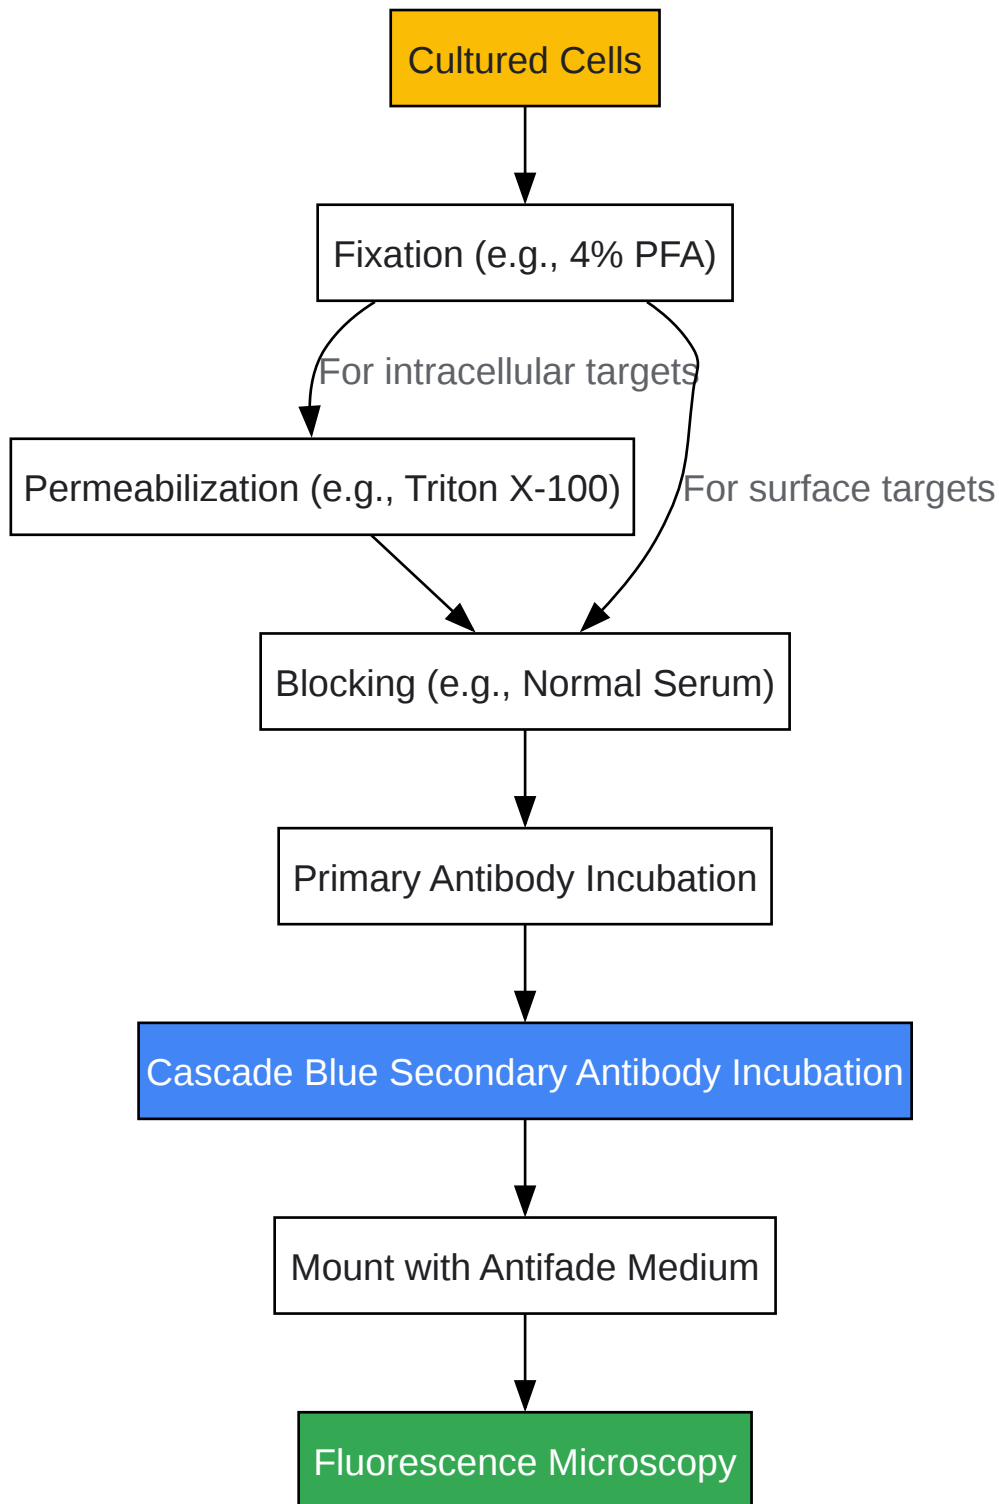 Cultured Cells
Fixation (e.g., 4% PFA)
For intracellular targets
Permeabilization (e.g., Triton X-100)
For surface targets
Blocking (e.g., Normal Serum)
Primary Antibody Incubation
Cascade Blue Secondary Antibody Incubation
Mount with Antifade Medium
Fluorescence Microscopy